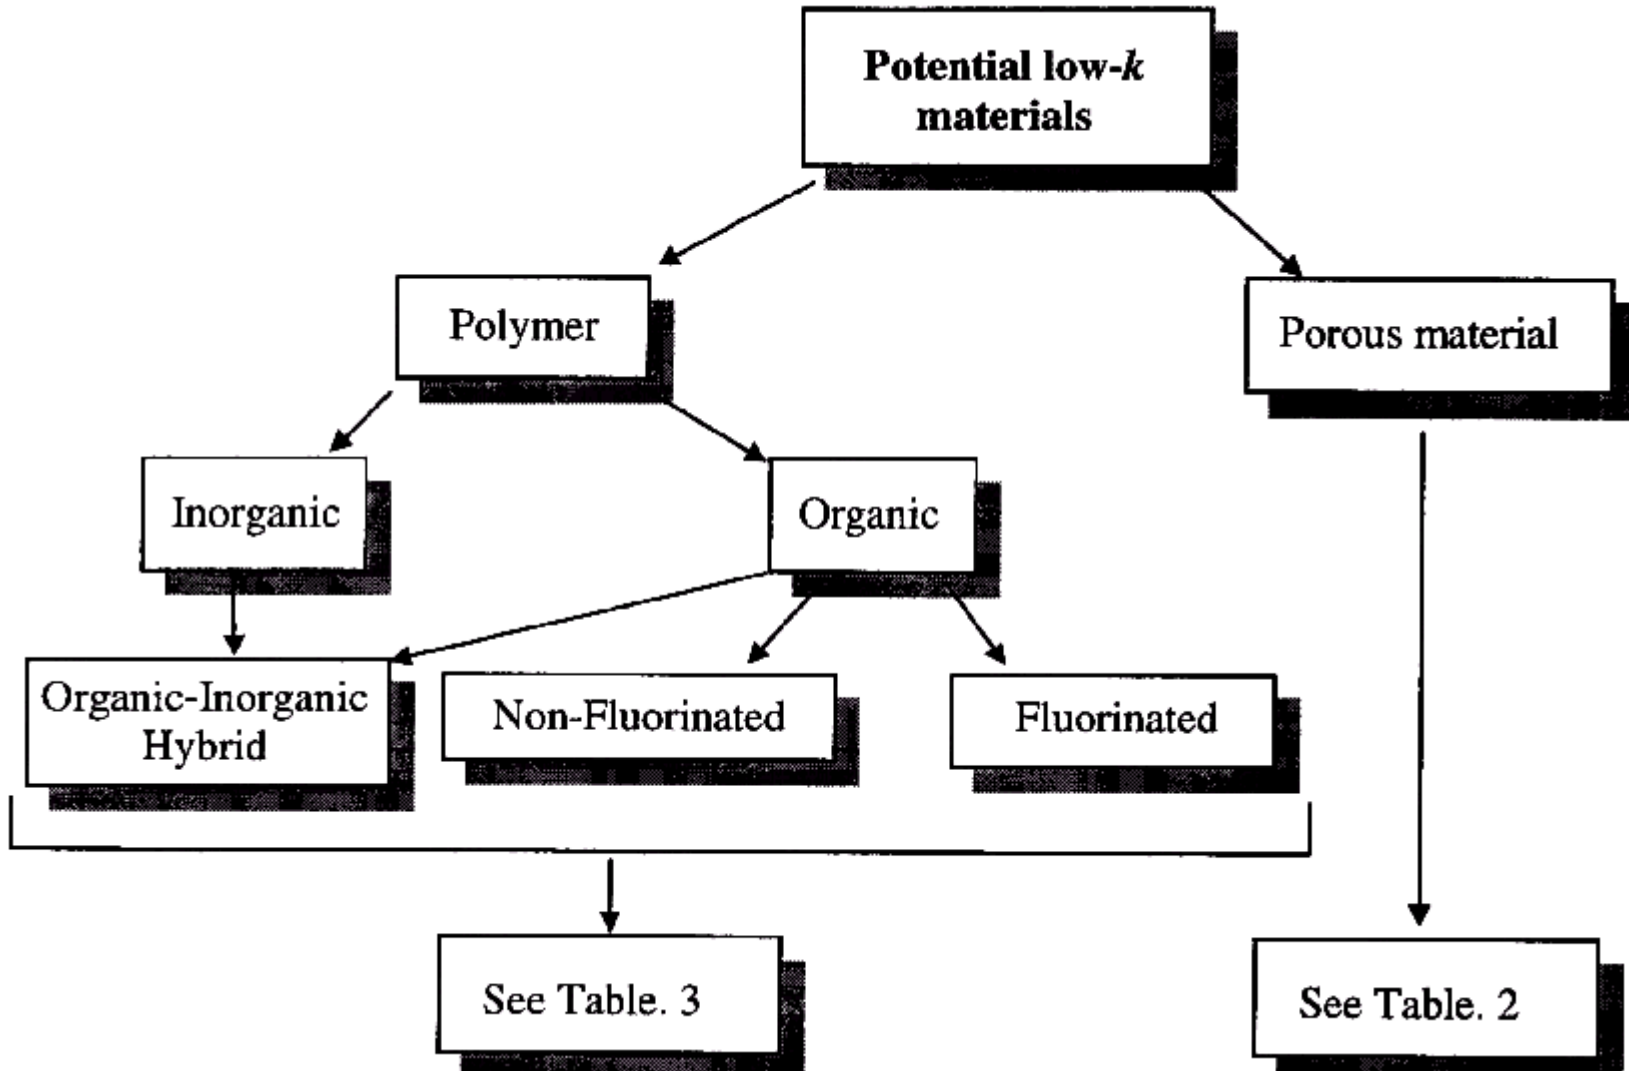 Potential low-k
materials
Polymer
Porous material
Inorganic
Organic
Organic-Inorganic
Hybrid
Non-Fluorinated
Fluorinated
See Table. 3
See Table. 2